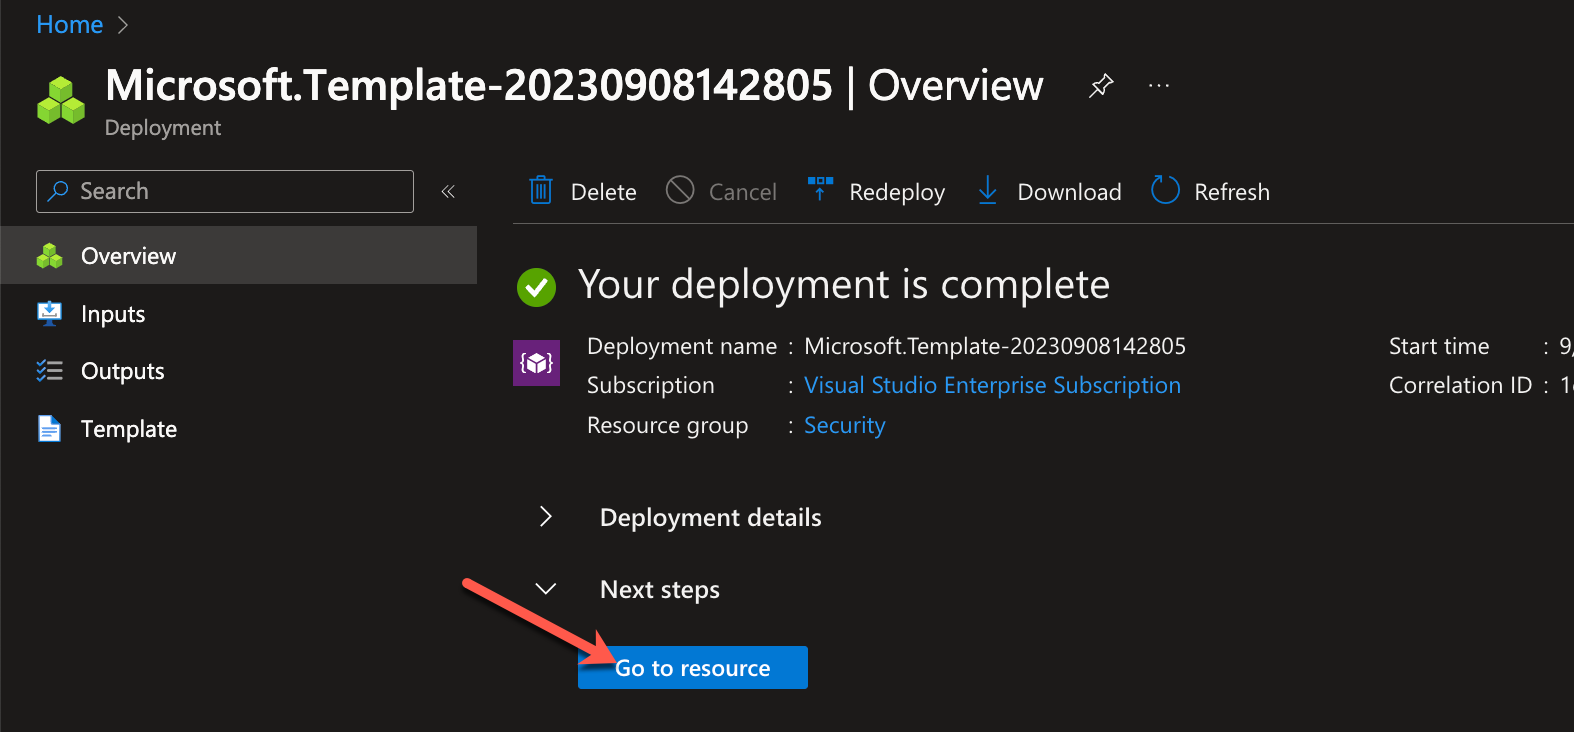 Home >
Microsoft.Template-20230908142805 | Overview ...
Deployment
Search «
Delete Cancel Redeploy Download Refresh
Overview
Inputs
Outputs
Template
Your deployment is complete
Deployment name : Microsoft.Template-20230908142805
Subscription : Visual Studio Enterprise Subscription
Resource group : Security
Start time : 9/
Correlation ID : 1
Deployment details
Next steps
Go to resource